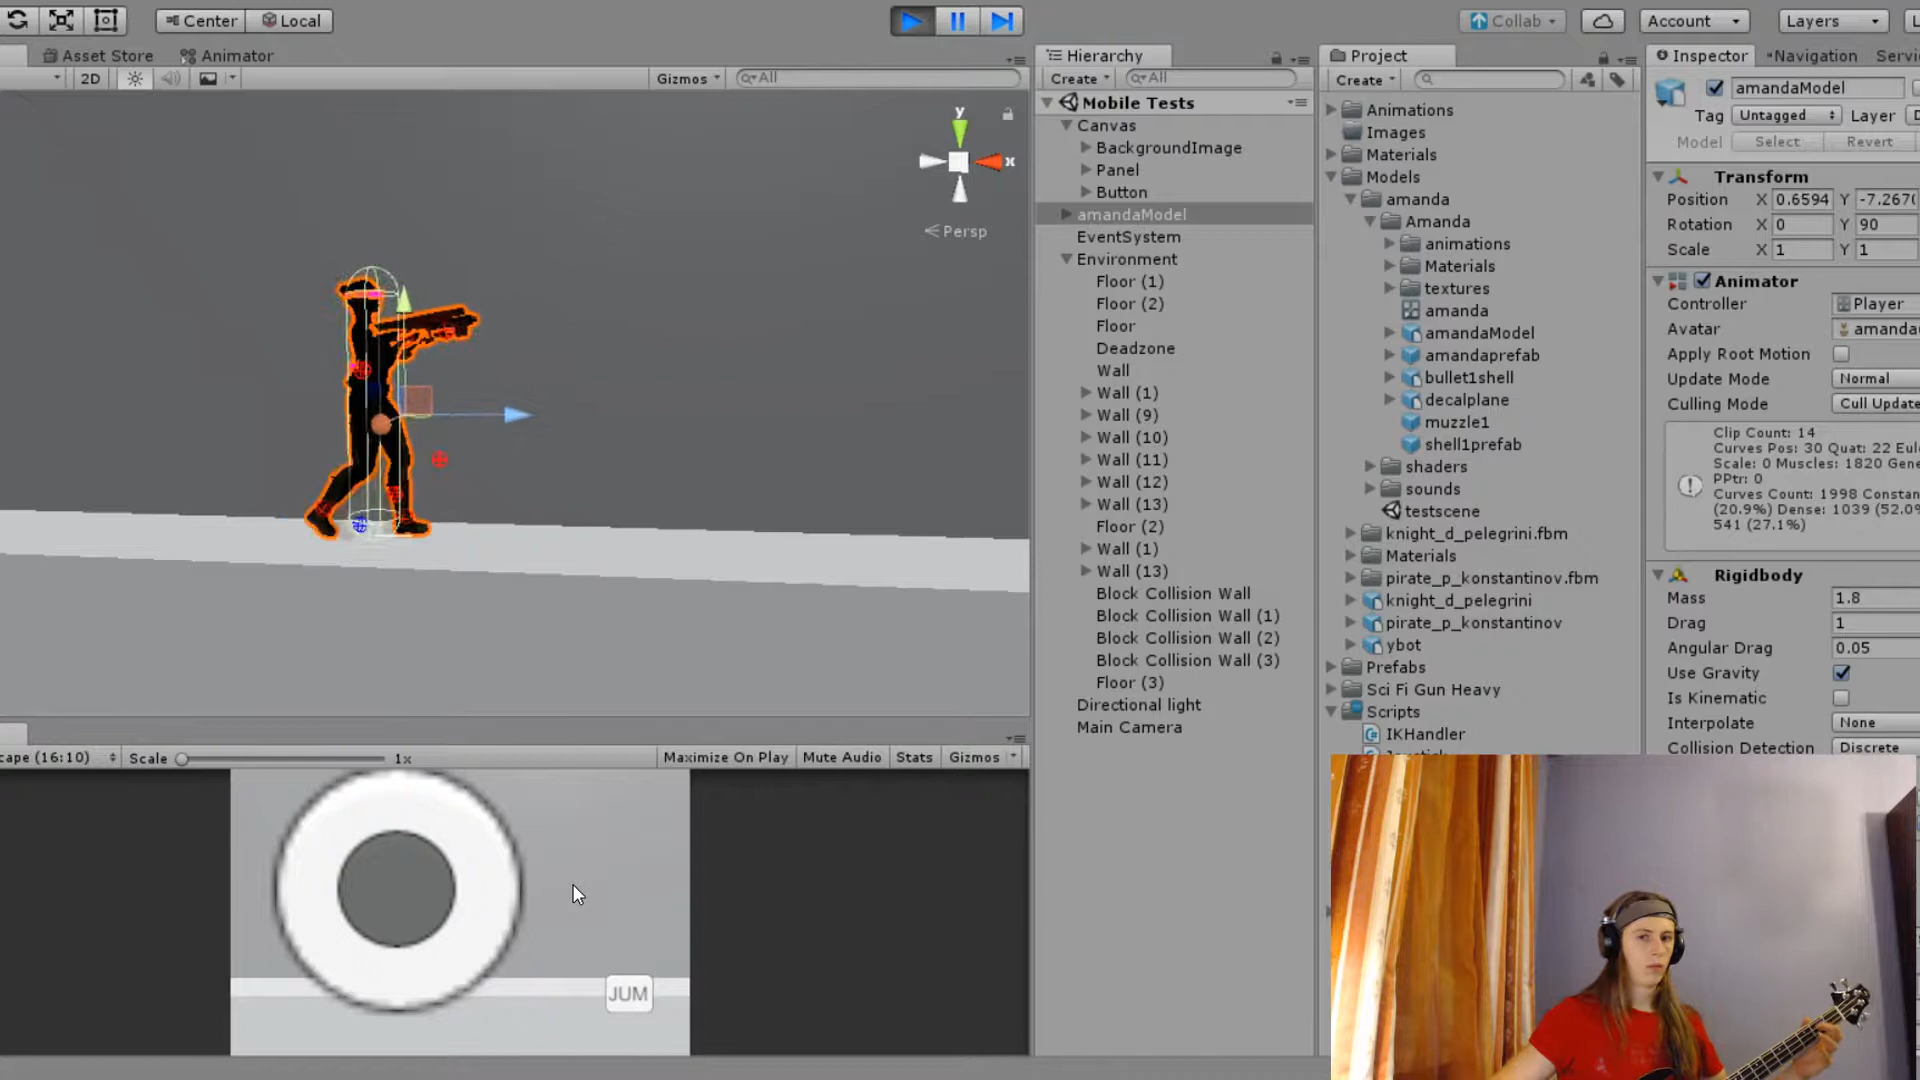 Center Local
Collab Account Layers L
Asset Store Animator
2D Gizmos All
y
x
Persp
cape (16:10) Scale 1x
Maximize On Play Mute Audio Stats Gizmos
JUM
Hierarchy
Create All
Mobile Tests
Canvas
BackgroundImage
Panel
Button
amandaModel
EventSystem
Environment
Floor (1)
Floor (2)
Floor
Deadzone
Wall
Wall (1)
Wall (9)
Wall (10)
Wall (11)
Wall (12)
Wall (13)
Floor (2)
Wall (1)
Wall (13)
Block Collision Wall
Block Collision Wall (1)
Block Collision Wall (2)
Block Collision Wall (3)
Floor (3)
Directional light
Main Camera
Project
Create
Animations
Images
Materials
Models
amanda
Amanda
animations
Materials
textures
amanda
amandaModel
amandaprefab
bullet1shell
decalplane
muzzle1
shell1prefab
shaders
sounds
testscene
knight_d_pelegrini.fbm
Materials
pirate_p_konstantinov.fbm
knight_d_pelegrini
pirate_p_konstantinov
ybot
Prefabs
Sci Fi Gun Heavy
Scripts
IKHandler
Inspector Navigation Servi
amandaModel
Tag Untagged Layer D
Model Select Revert
Transform
Position X 0.6594 Y -7.267(
Rotation X 0 Y 90
Scale X 1 Y 1
Animator
Controller Player
Avatar amanda
Apply Root Motion
Update Mode Normal
Culling Mode Cull Update
Clip Count: 14
Curves Pos: 30 Quat: 22 Eul
Scale: 0 Muscles: 1820 Gene
PPtr: 0
Curves Count: 1998 Constan
(20.9%) Dense: 1039 (52.0%
541 (27.1%)
Rigidbody
Mass 1.8
Drag 1
Angular Drag 0.05
Use Gravity
Is Kinematic
Interpolate None
Collision Detection Discrete